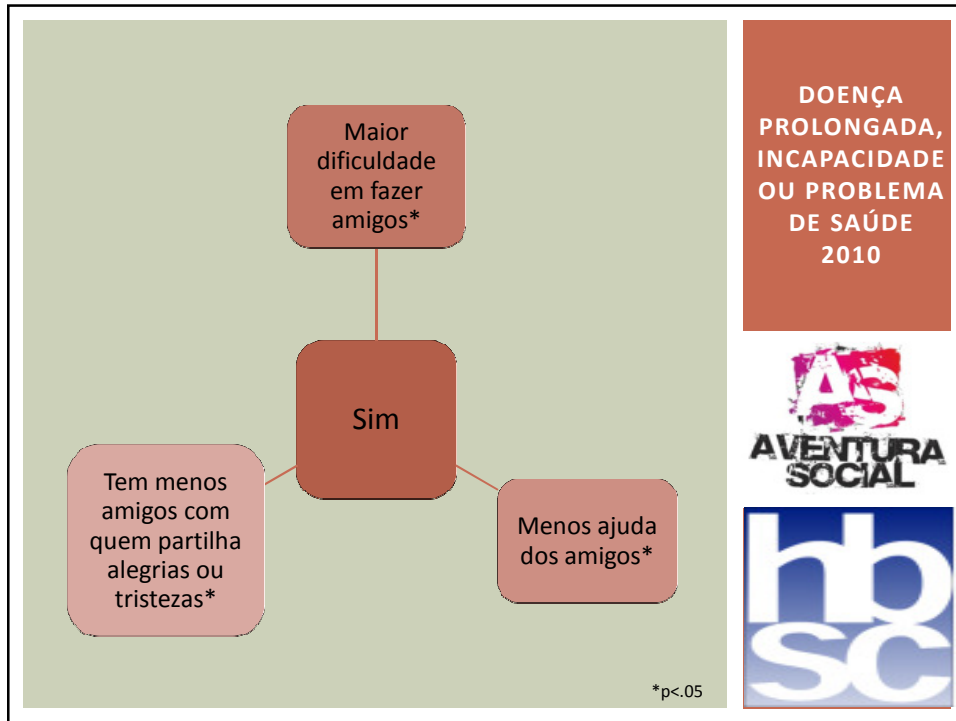 Maior
dificuldade
em fazer
amigos*
Sim
Tem menos
amigos com
quem partilha
alegrias ou
tristezas*
Menos ajuda
dos amigos*
*p<.05
DOENÇA
PROLONGADA,
INCAPACIDADE
OU PROBLEMA
DE SAÚDE
2010
AS
AVENTURA
SOCIAL
hb
sc